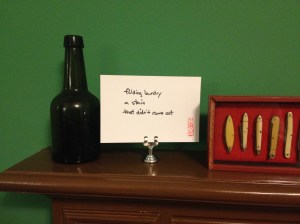 folding laundry
a stain
that didn't come out